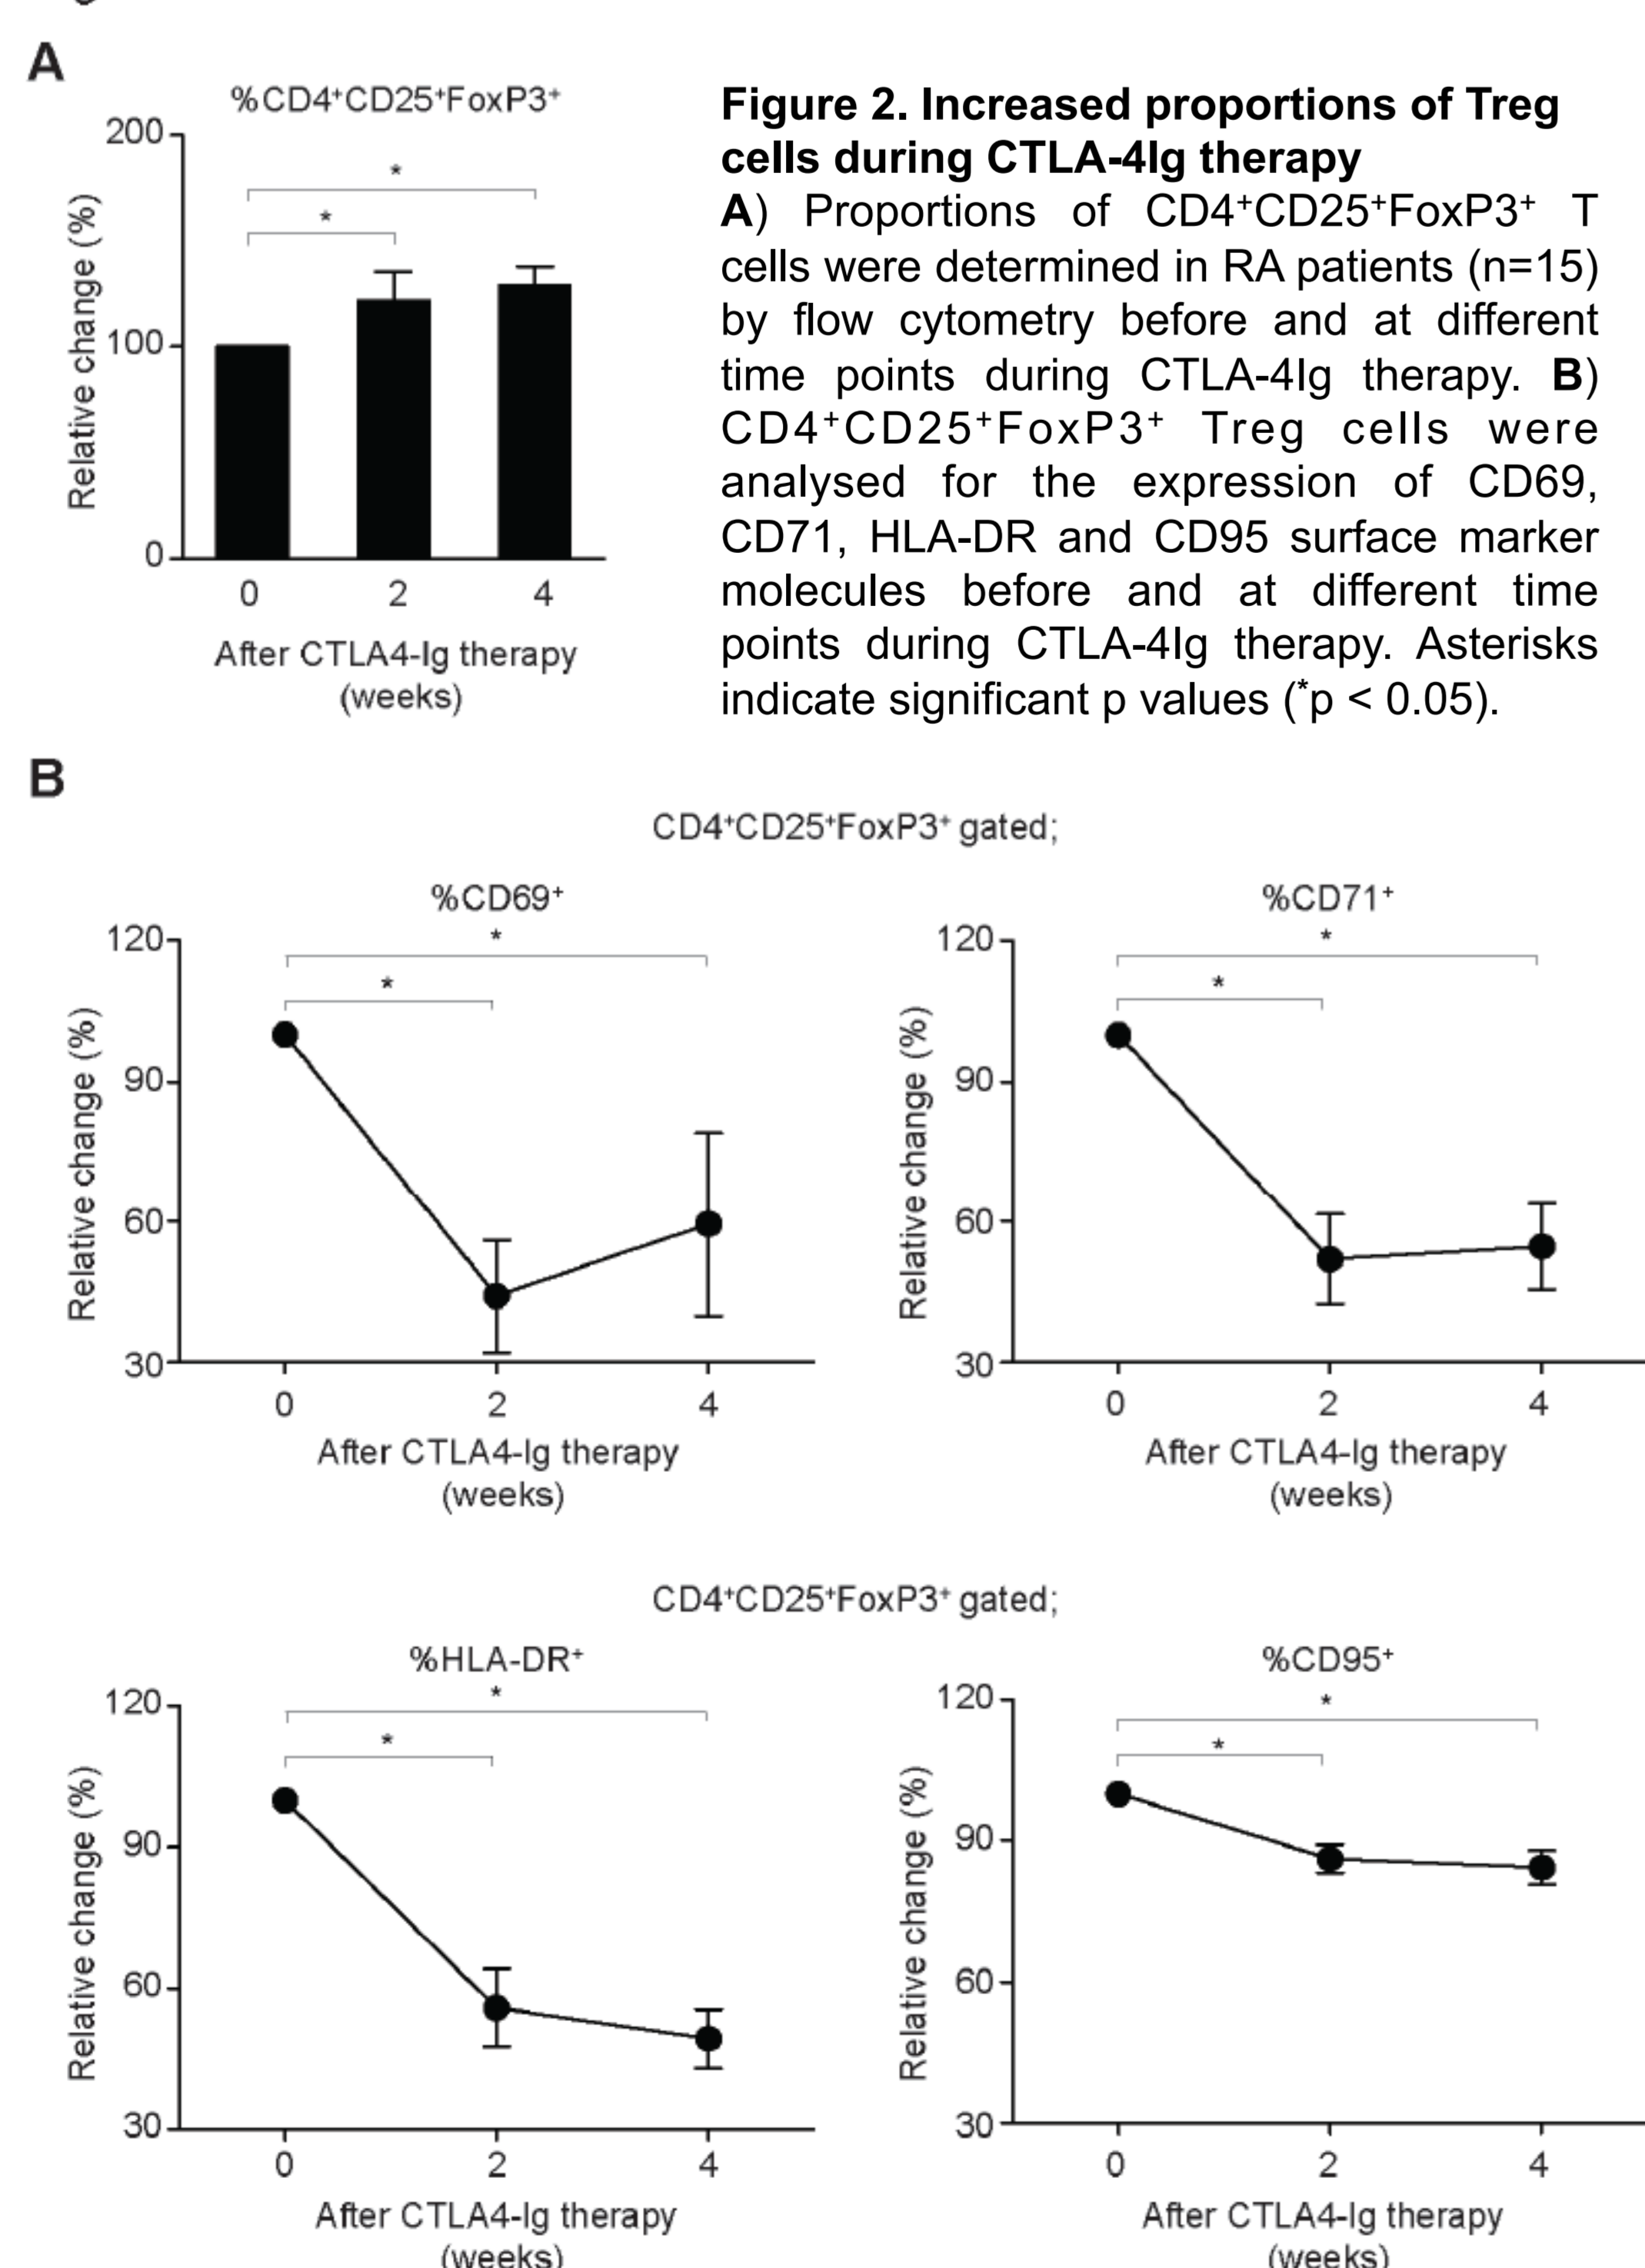 A
%CD4⁺CD25⁺FoxP3⁺
200
100
0
Relative change (%)
*
*
0 2 4
After CTLA4-Ig therapy
(weeks)
Figure 2. Increased proportions of Treg
cells during CTLA-4Ig therapy
A) Proportions of CD4⁺CD25⁺FoxP3⁺ T
cells were determined in RA patients (n=15)
by flow cytometry before and at different
time points during CTLA-4Ig therapy. B)
CD4⁺CD25⁺FoxP3⁺ Treg cells were
analysed for the expression of CD69,
CD71, HLA-DR and CD95 surface marker
molecules before and at different time
points during CTLA-4Ig therapy. Asterisks
indicate significant p values (*p < 0.05).
B
CD4⁺CD25⁺FoxP3⁺ gated;
%CD69⁺
*
*
120
90
60
30
Relative change (%)
0 2 4
After CTLA4-Ig therapy
(weeks)
%CD71⁺
*
*
120
90
60
30
Relative change (%)
0 2 4
After CTLA4-Ig therapy
(weeks)
CD4⁺CD25⁺FoxP3⁺ gated;
%HLA-DR⁺
*
*
120
90
60
30
Relative change (%)
0 2 4
After CTLA4-Ig therapy
(weeks)
%CD95⁺
*
*
120
90
60
30
Relative change (%)
0 2 4
After CTLA4-Ig therapy
(weeks)